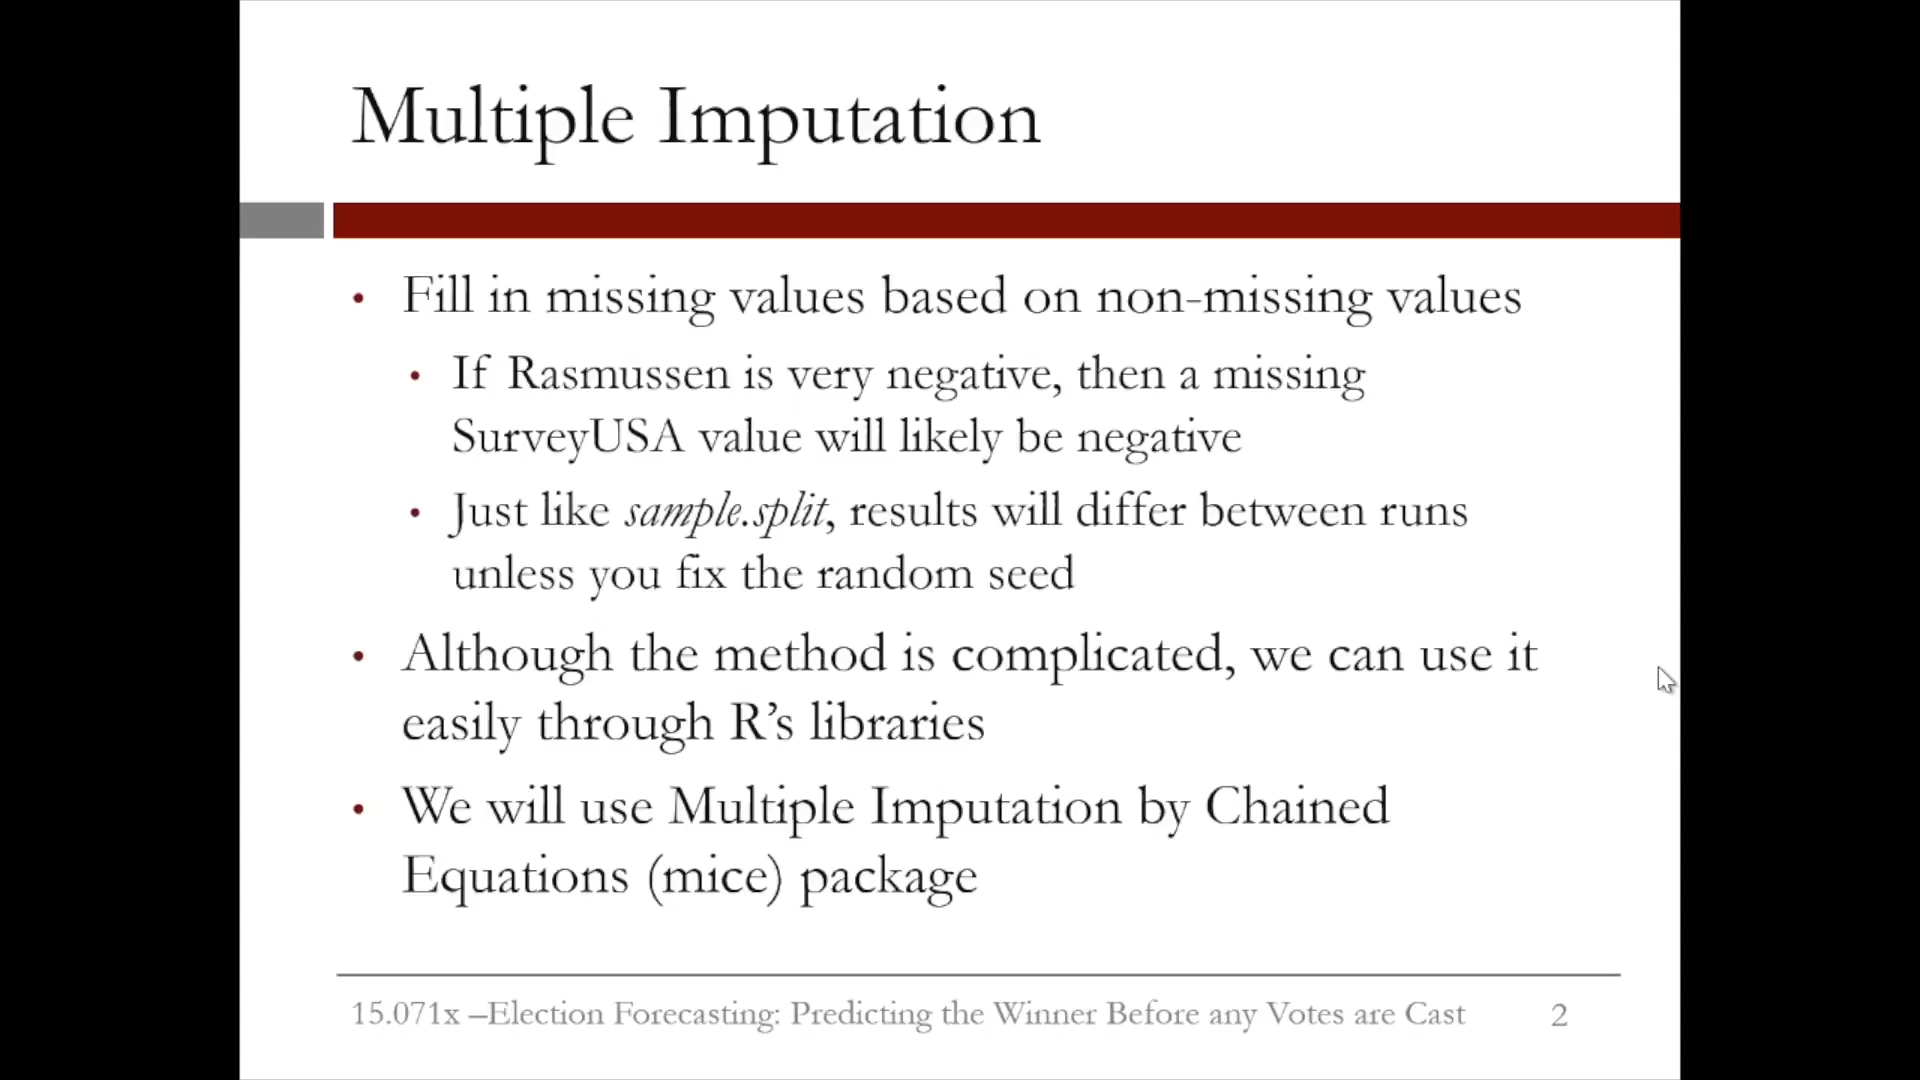 Multiple Imputation
• Fill in missing values based on non-missing values
• If Rasmussen is very negative, then a missing
SurveyUSA value will likely be negative
• Just like sample.split, results will differ between runs
unless you fix the random seed
• Although the method is complicated, we can use it
easily through R’s libraries
• We will use Multiple Imputation by Chained
Equations (mice) package
15.071x –Election Forecasting: Predicting the Winner Before any Votes are Cast 2